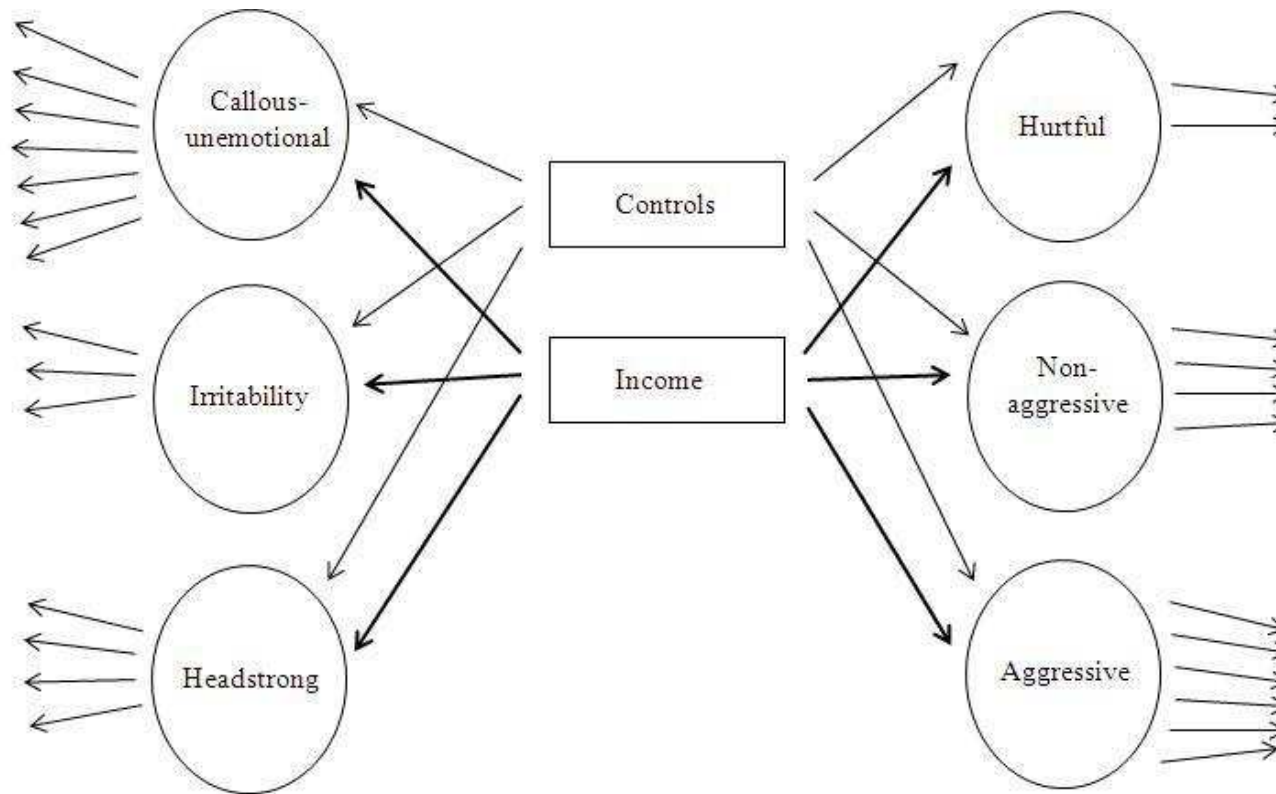 Callous-
unemotional
Hurtful
Controls
Income
Irritability
Non-
aggressive
Headstrong
Aggressive